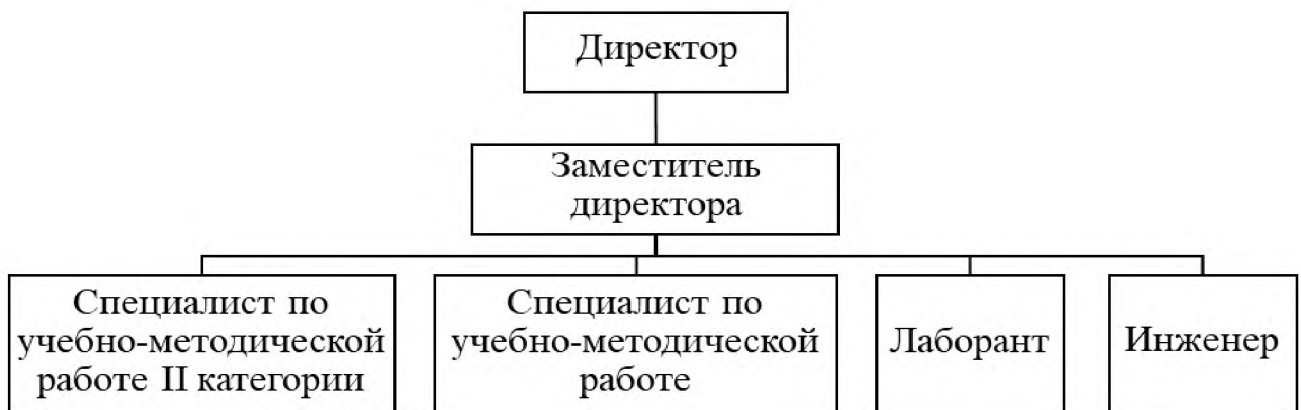 Директор
Заместитель
директора
Специалист по
учебно-методической
работе II категории
Специалист по
учебно-методической
работе
Лаборант
Инженер